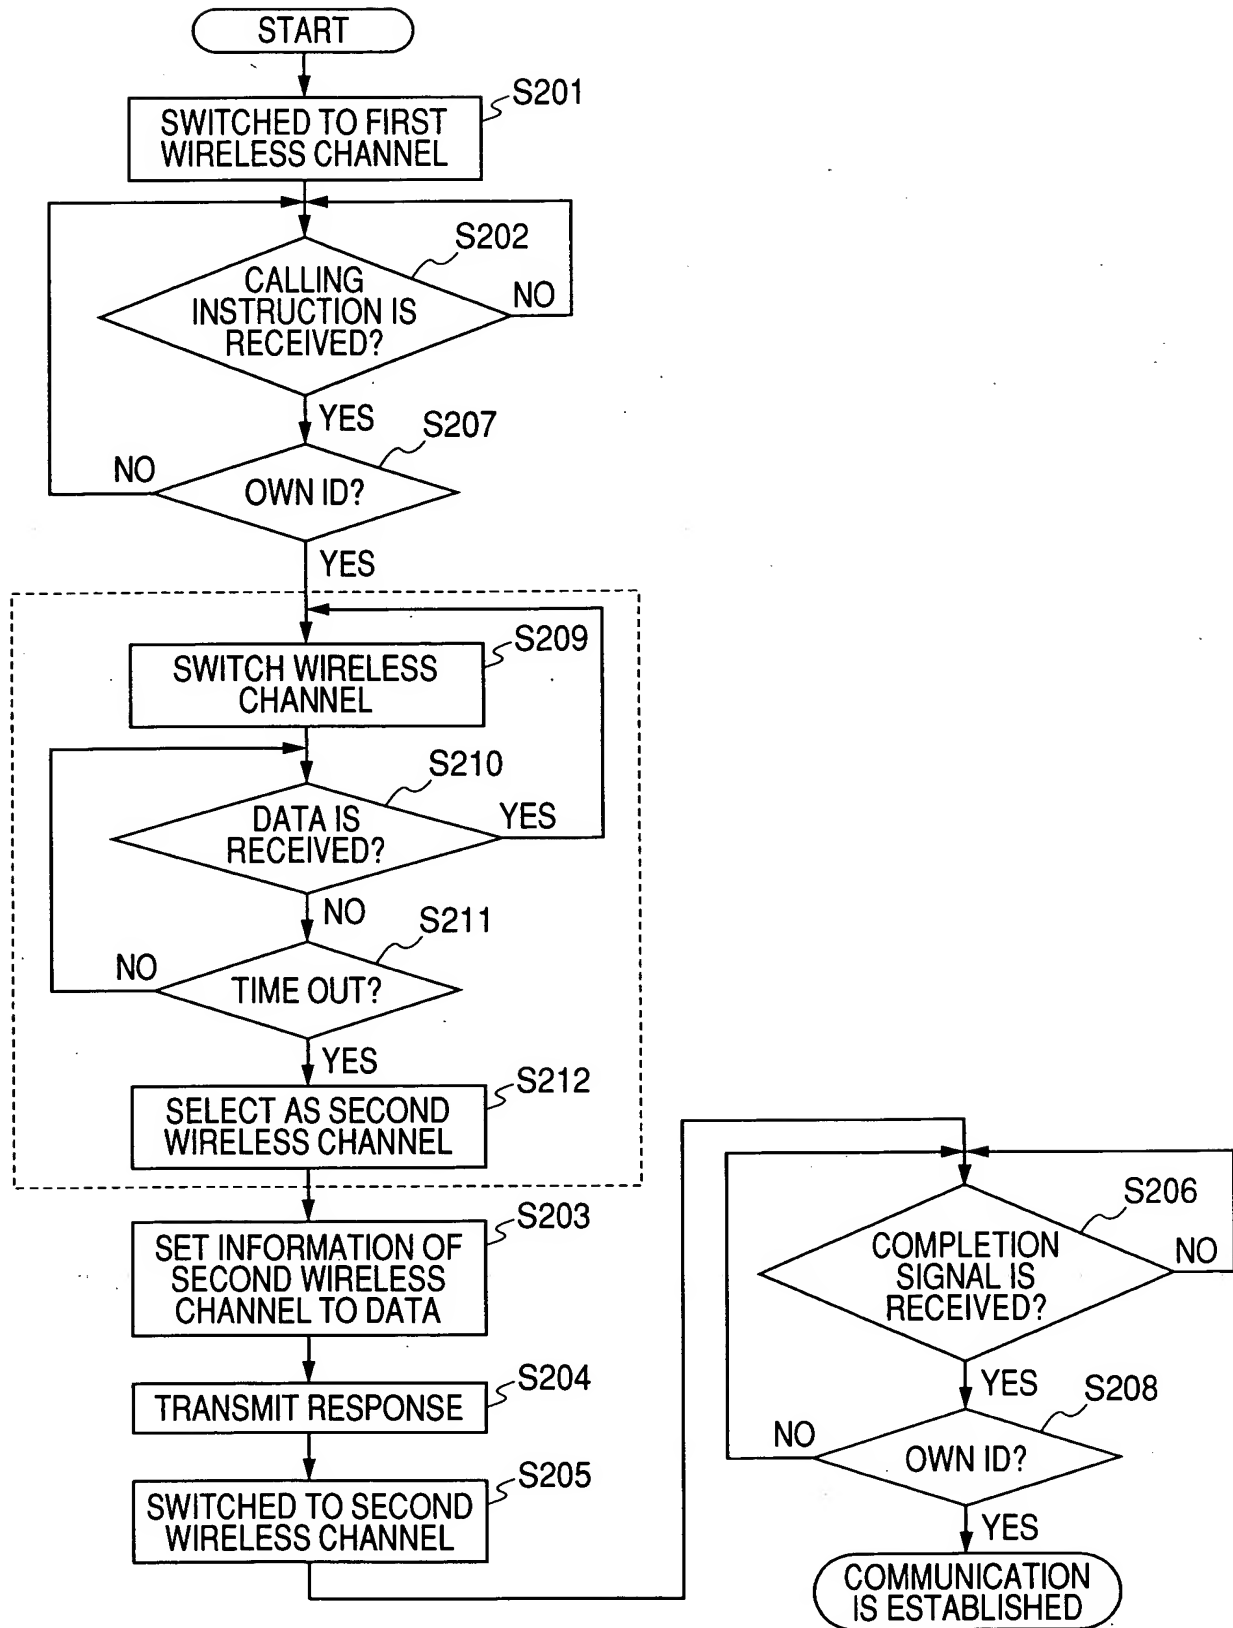 START
S201
SWITCHED TO FIRST
WIRELESS CHANNEL
S202
CALLING
INSTRUCTION IS
RECEIVED?
NO
YES
S207
NO
OWN ID?
YES
S209
SWITCH WIRELESS
CHANNEL
S210
DATA IS
RECEIVED?
YES
NO
S211
NO
TIME OUT?
YES
S212
SELECT AS SECOND
WIRELESS CHANNEL
S203
SET INFORMATION OF
SECOND WIRELESS
CHANNEL TO DATA
S204
TRANSMIT RESPONSE
S205
SWITCHED TO SECOND
WIRELESS CHANNEL
S206
COMPLETION
SIGNAL IS
RECEIVED?
NO
YES
S208
NO
OWN ID?
YES
COMMUNICATION
IS ESTABLISHED